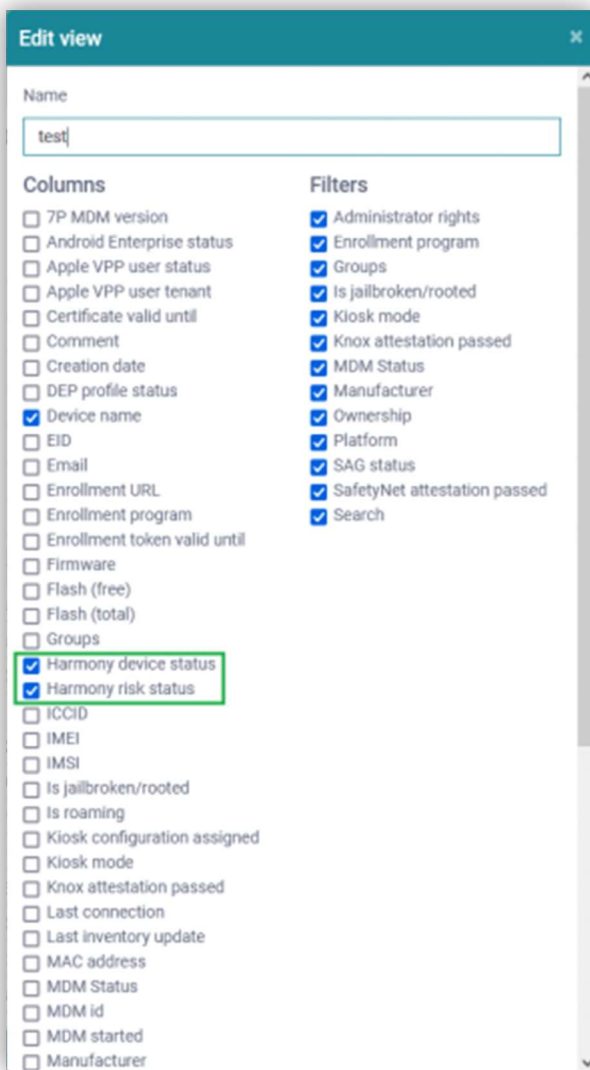 Edit view
×
Name
test
Columns
7P MDM version
Android Enterprise status
Apple VPP user status
Apple VPP user tenant
Certificate valid until
Comment
Creation date
DEP profile status
Device name
EID
Email
Enrollment URL
Enrollment program
Enrollment token valid until
Firmware
Flash (free)
Flash (total)
Groups
Harmony device status
Harmony risk status
ICCID
IMEI
IMSI
Is jailbroken/rooted
Is roaming
Kiosk configuration assigned
Kiosk mode
Knox attestation passed
Last connection
Last inventory update
MAC address
MDM Status
MDM id
MDM started
Manufacturer
Filters
Administrator rights
Enrollment program
Groups
Is jailbroken/rooted
Kiosk mode
Knox attestation passed
MDM Status
Manufacturer
Ownership
Platform
SAG status
SafetyNet attestation passed
Search